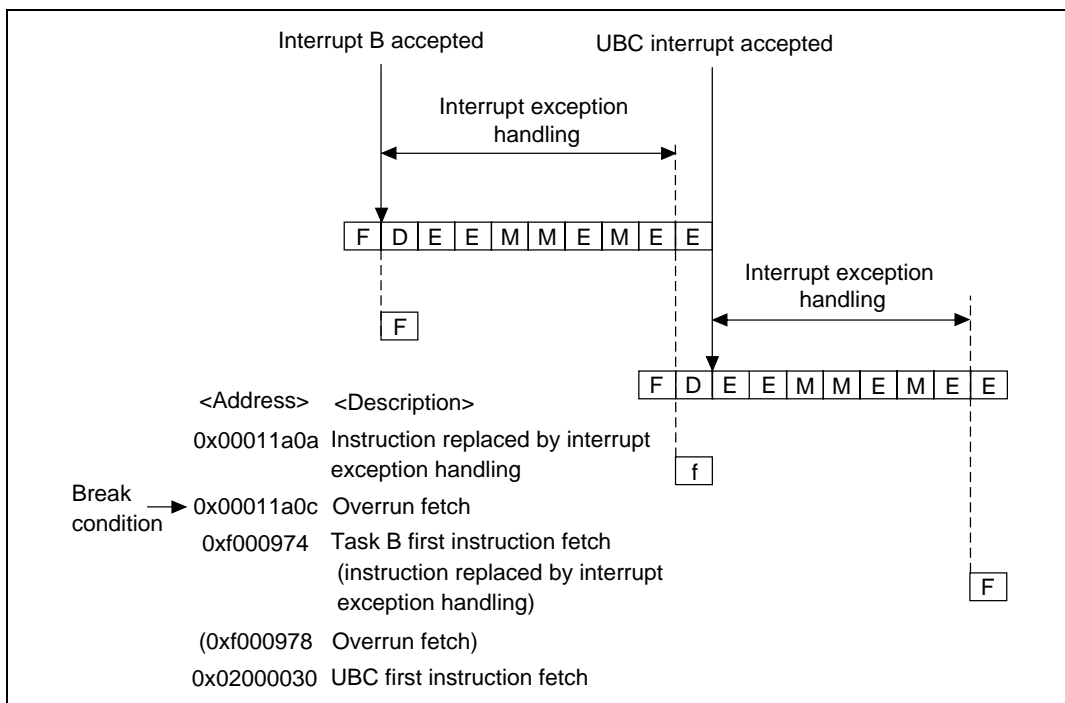 Interrupt B accepted
UBC interrupt accepted
Interrupt exception
handling
F D E E M M E M E E
Interrupt exception
handling
F
F D E E M M E M E E
<Address> <Description>
0x00011a0a Instruction replaced by interrupt
exception handling
f
Break
condition
0x00011a0c Overrun fetch
0xf000974 Task B first instruction fetch
(instruction replaced by interrupt
exception handling)
F
(0xf000978 Overrun fetch)
0x02000030 UBC first instruction fetch